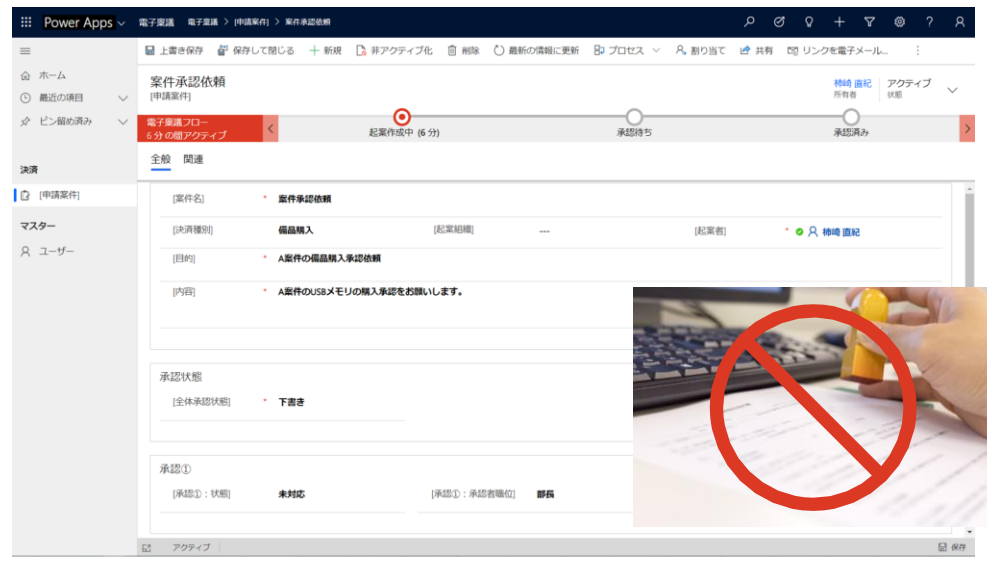 Power Apps 電子稟議 電子稟議 > [申請案件] > 案件承認依頼
上書き保存 保存して閉じる 新規 非アクティブ化 削除 最新の情報に更新 プロセス 割り当て 共有 リンクを電子メール...
ホーム
最近の項目
ピン留め済み
決済
[申請案件]
マスター
ユーザー
案件承認依頼
[申請案件]
柿崎 直紀
所有者
アクティブ
状態
電子稟議フロー
6 分 の間アクティブ
起案作成中 (6 分)
承認待ち
承認済み
全般 関連
[案件名] * 案件承認依頼
[決済種別] 備品購入 [起案組織] --- [起案者] * 柿崎 直紀
[目的] * A案件の備品購入承認依頼
[内容] * A案件のUSBメモリの購入承認をお願いします。
承認状態
[全体承認状態] * 下書き
承認①
[承認①：状態] 未対応 [承認①：承認者職位] 部長
アクティブ 保存